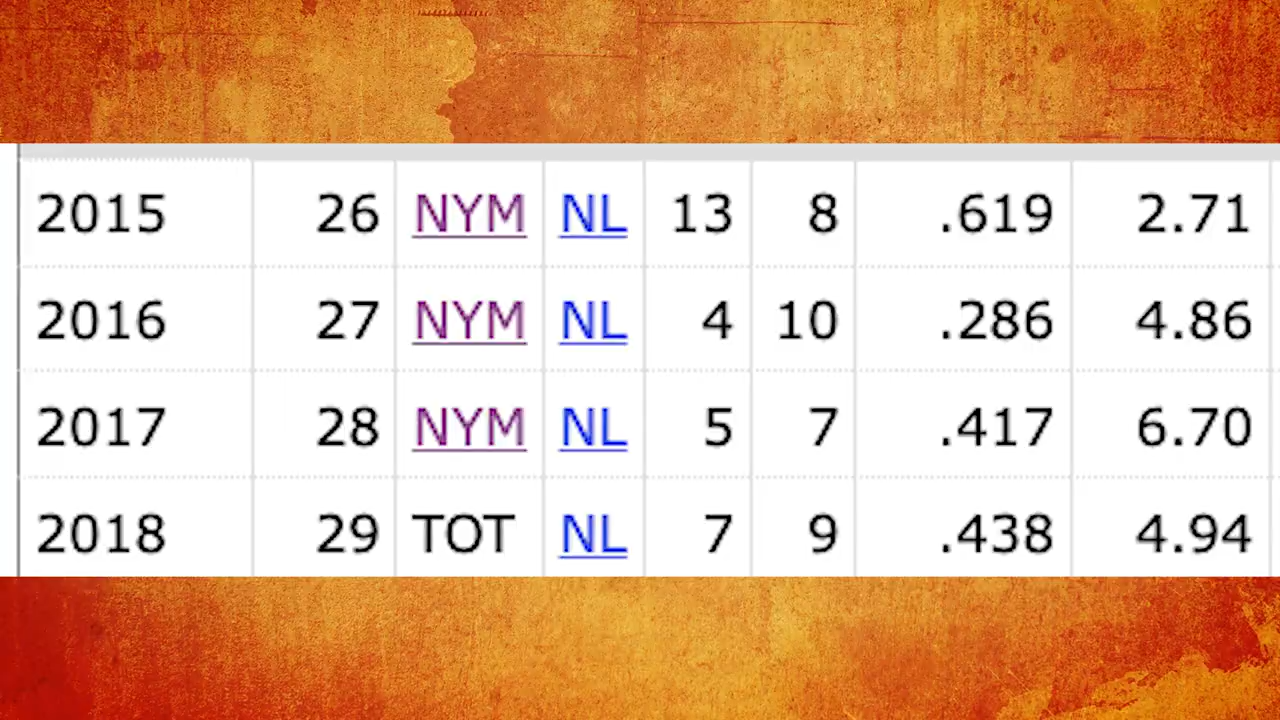 2015 26 NYM NL 13 8 .619 2.71
2016 27 NYM NL 4 10 .286 4.86
2017 28 NYM NL 5 7 .417 6.70
2018 29 TOT NL 7 9 .438 4.94